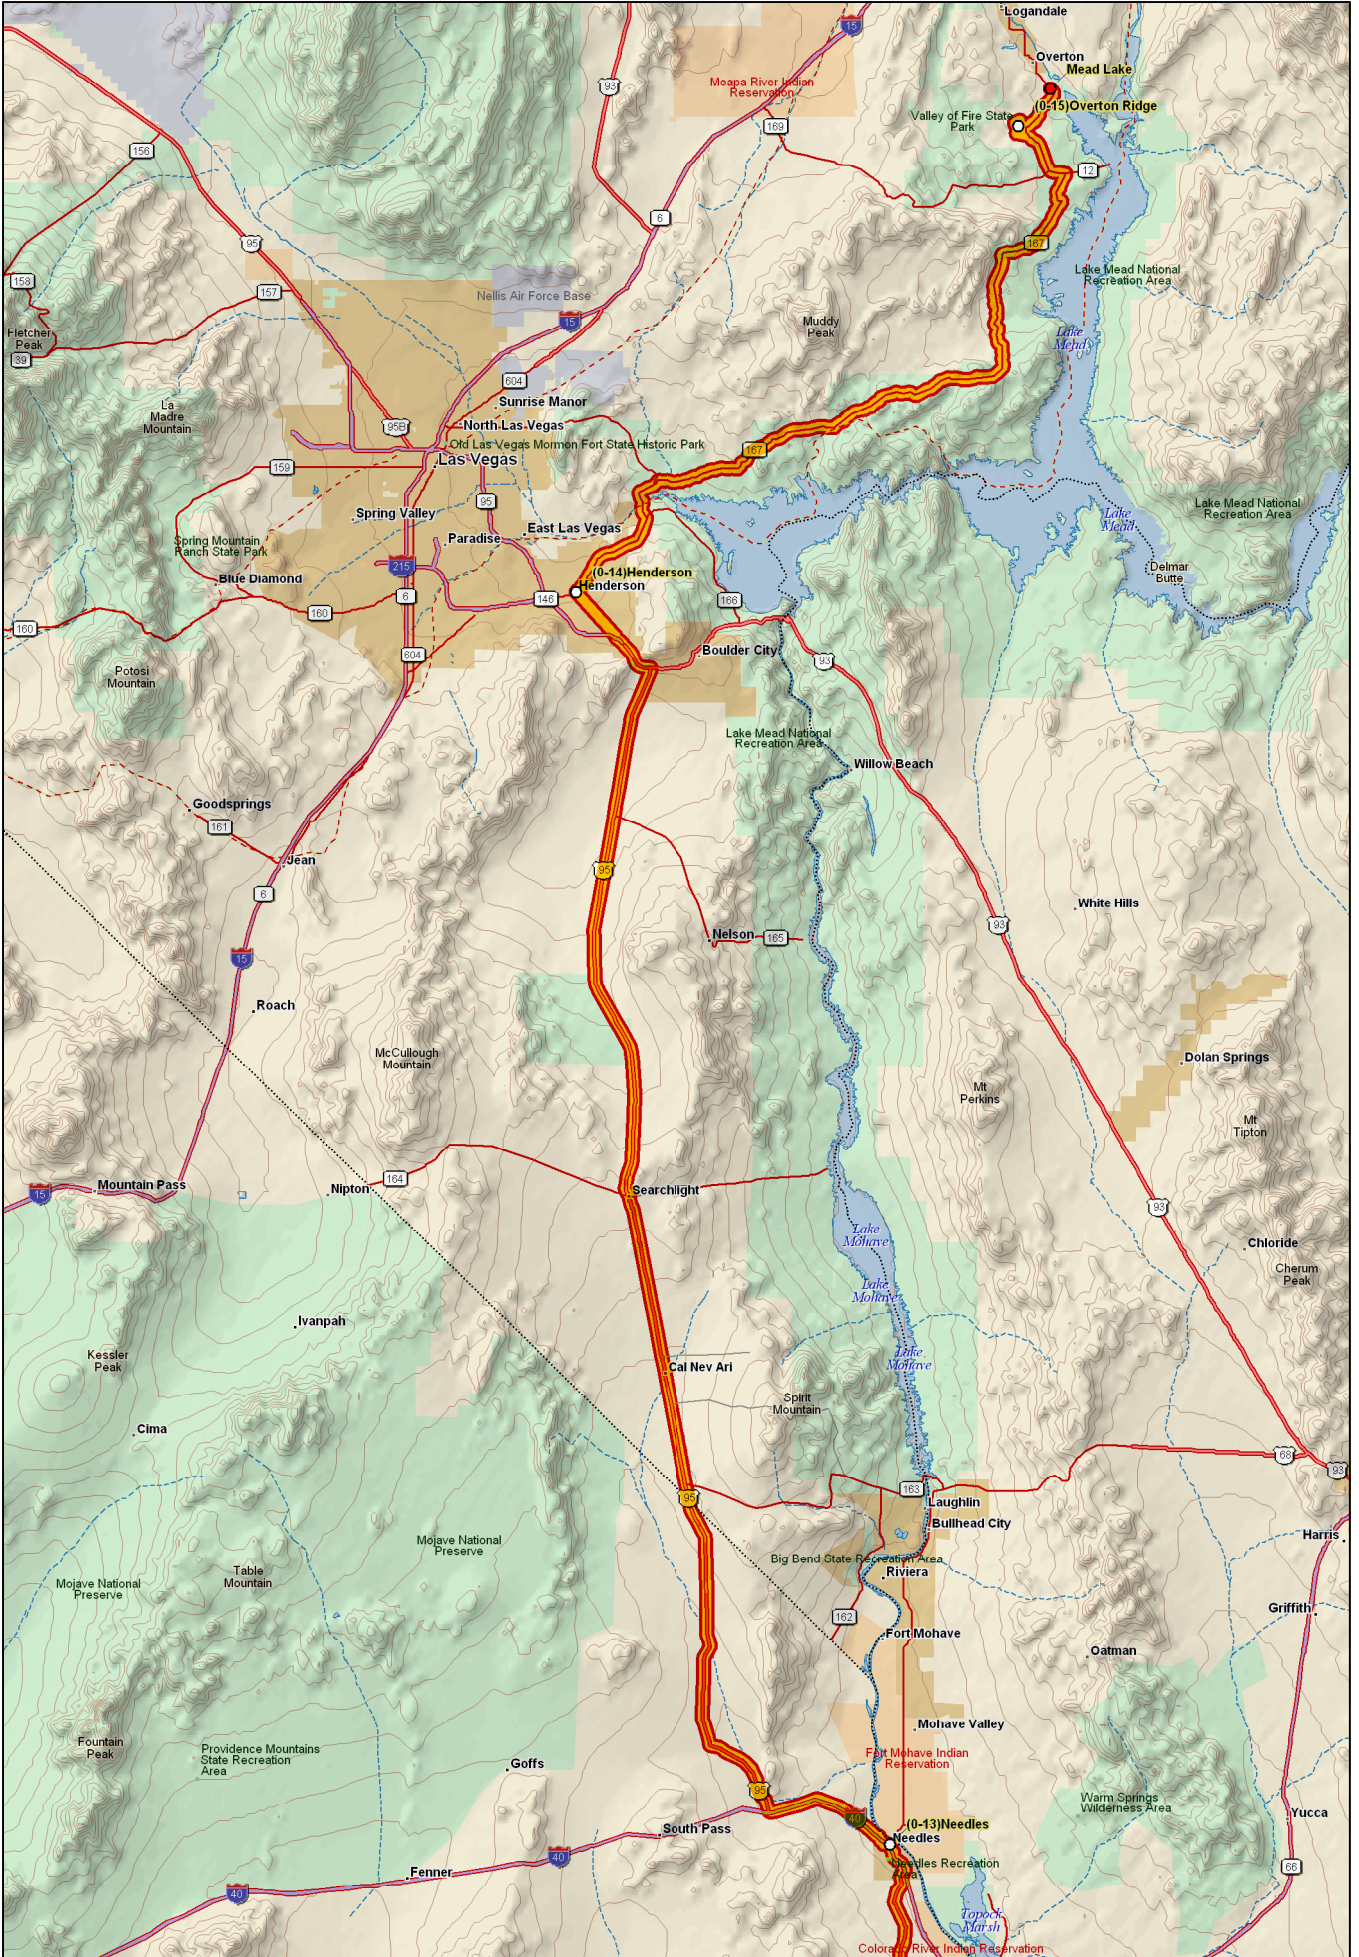 Logandale
15
Overton
Mead Lake
93
Moapa River Indian
Reservation
(0-15)Overton Ridge
Valley of Fire State
Park
169
156
12
6
95
167
Lake Mead National
Recreation Area
158
157
Nellis Air Force Base
15
Muddy
Peak
Lake
Mead
Fletcher
Peak
39
604
Sunrise Manor
La
Madre
Mountain
95B
North Las Vegas
Old Las Vegas Mormon Fort State Historic Park
167
Las Vegas
159
95
Lake Mead National
Recreation Area
Spring Valley
Lake
Mead
East Las Vegas
Paradise
Spring Mountain
Ranch State Park
215
Delmar
Butte
Blue Diamond
(0-14)Henderson
Henderson
6
146
166
160
160
604
Boulder City
93
Potosi
Mountain
Lake Mead National
Recreation Area
Willow Beach
Goodsprings
161
Jean
95
6
White Hills
93
Nelson
165
15
Roach
McCullough
Mountain
Dolan Springs
Mt
Perkins
Mt
Tipton
Mountain Pass
15
Nipton
164
Searchlight
93
Lake
Mohave
Chloride
Cherum
Peak
Lake
Mohave
Ivanpah
Kessler
Peak
Lake
Mohave
Cal Nev Ari
Spirit
Mountain
Cima
68
93
163
95
Laughlin
Bullhead City
Harris
Mojave National
Preserve
Big Bend State Recreation Area
Riviera
Table
Mountain
Mojave National
Preserve
162
Griffith
Fort Mohave
Oatman
Mohave Valley
Fountain
Peak
Providence Mountains
State Recreation
Area
Goffs
Fort Mohave Indian
Reservation
95
Warm Springs
Wilderness Area
Yucca
40
(0-13)Needles
South Pass
Needles
40
Needles Recreation
Area
66
Fenner
40
Topock
Marsh
Colorado River Indian Reservation